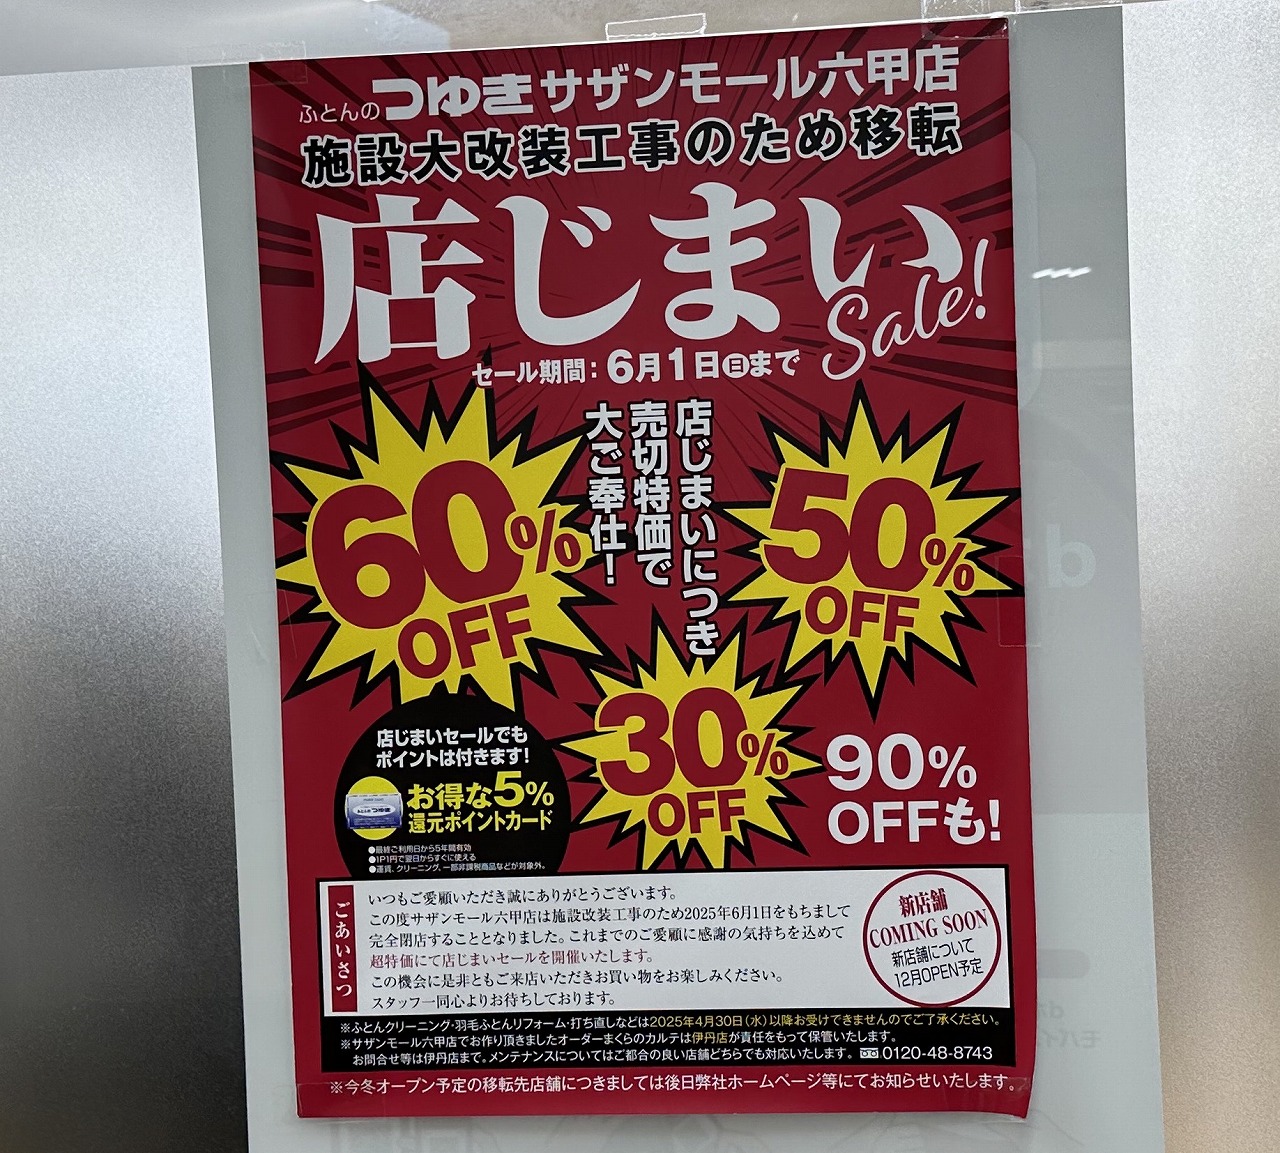 ふとんのつゆきサザンモール六甲店
施設大改装工事のため移転
店じまい
Sale!
セール期間：6月1日㊐まで
店じまいにつき
売切特価で
大ご奉仕！
60%
OFF
50%
OFF
30%
OFF
90%
OFFも!
店じまいセールでも
ポイントは付きます!
お得な5%
還元ポイントカード
●最終ご利用日から5年間有効
●1P1円で翌日からすぐに使える
●運賃、クリーニング、一部非課税商品などが対象外。
ごあいさつ
いつもご愛顧いただき誠にありがとうございます。
この度サザンモール六甲店は施設改装工事のため2025年6月1日をもちまして
完全閉店することとなりました。これまでのご愛顧に感謝の気持ちを込めて
超特価にて店じまいセールを開催いたします。
この機会に是非ともご来店いただきお買い物をお楽しみください。
スタッフ一同心よりお待ちしております。
新店舗
COMING SOON
新店舗について
12月OPEN予定
※ふとんクリーニング・羽毛ふとんリフォーム・打ち直しなどは2025年4月30日（水）以降お受けできませんのでご了承ください。
※サザンモール六甲店でお作り頂きましたオーダーまくらのカルテは伊丹店が責任をもって保管いたします。
お問合せ等は伊丹店まで。メンテナンスについてはご都合の良い店舗どちらでも対応いたします。 0120-48-8743
※今冬オープン予定の移転先店舗につきましては後日弊社ホームページ等にてお知らせいたします。